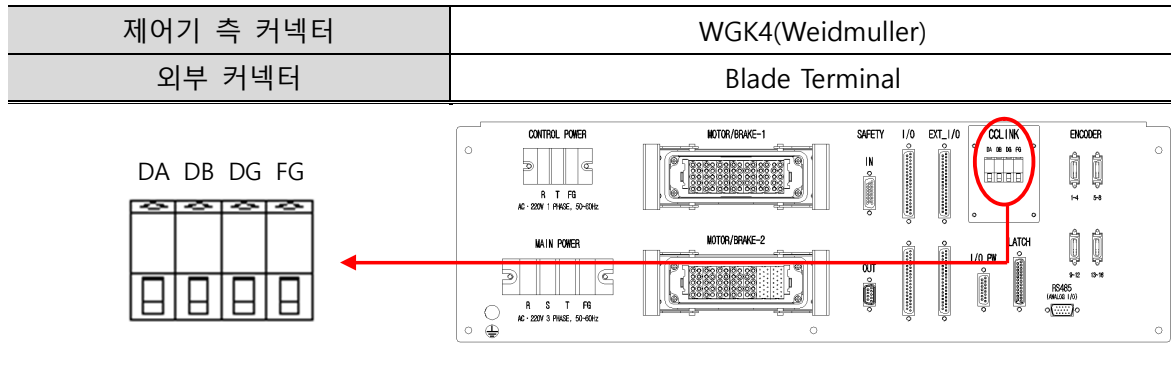 제어기 측 커넥터 WGK4(Weidmuller)
외부 커넥터 Blade Terminal
DA DB DG FG
CONTROL POWER MOTOR/BRAKE-1 SAFETY I/O EXT_I/O CCLINK ENCODER
IN DA DB DG FG
R T FG
AC · 220V 1 PHASE, 50-60Hz
1-4 5-8
MAIN POWER MOTOR/BRAKE-2 LATCH
OUT I/O PW
9-12 13-16
RS485
(ANALOG I/O)
R S T FG
AC · 220V 3 PHASE, 50-60Hz